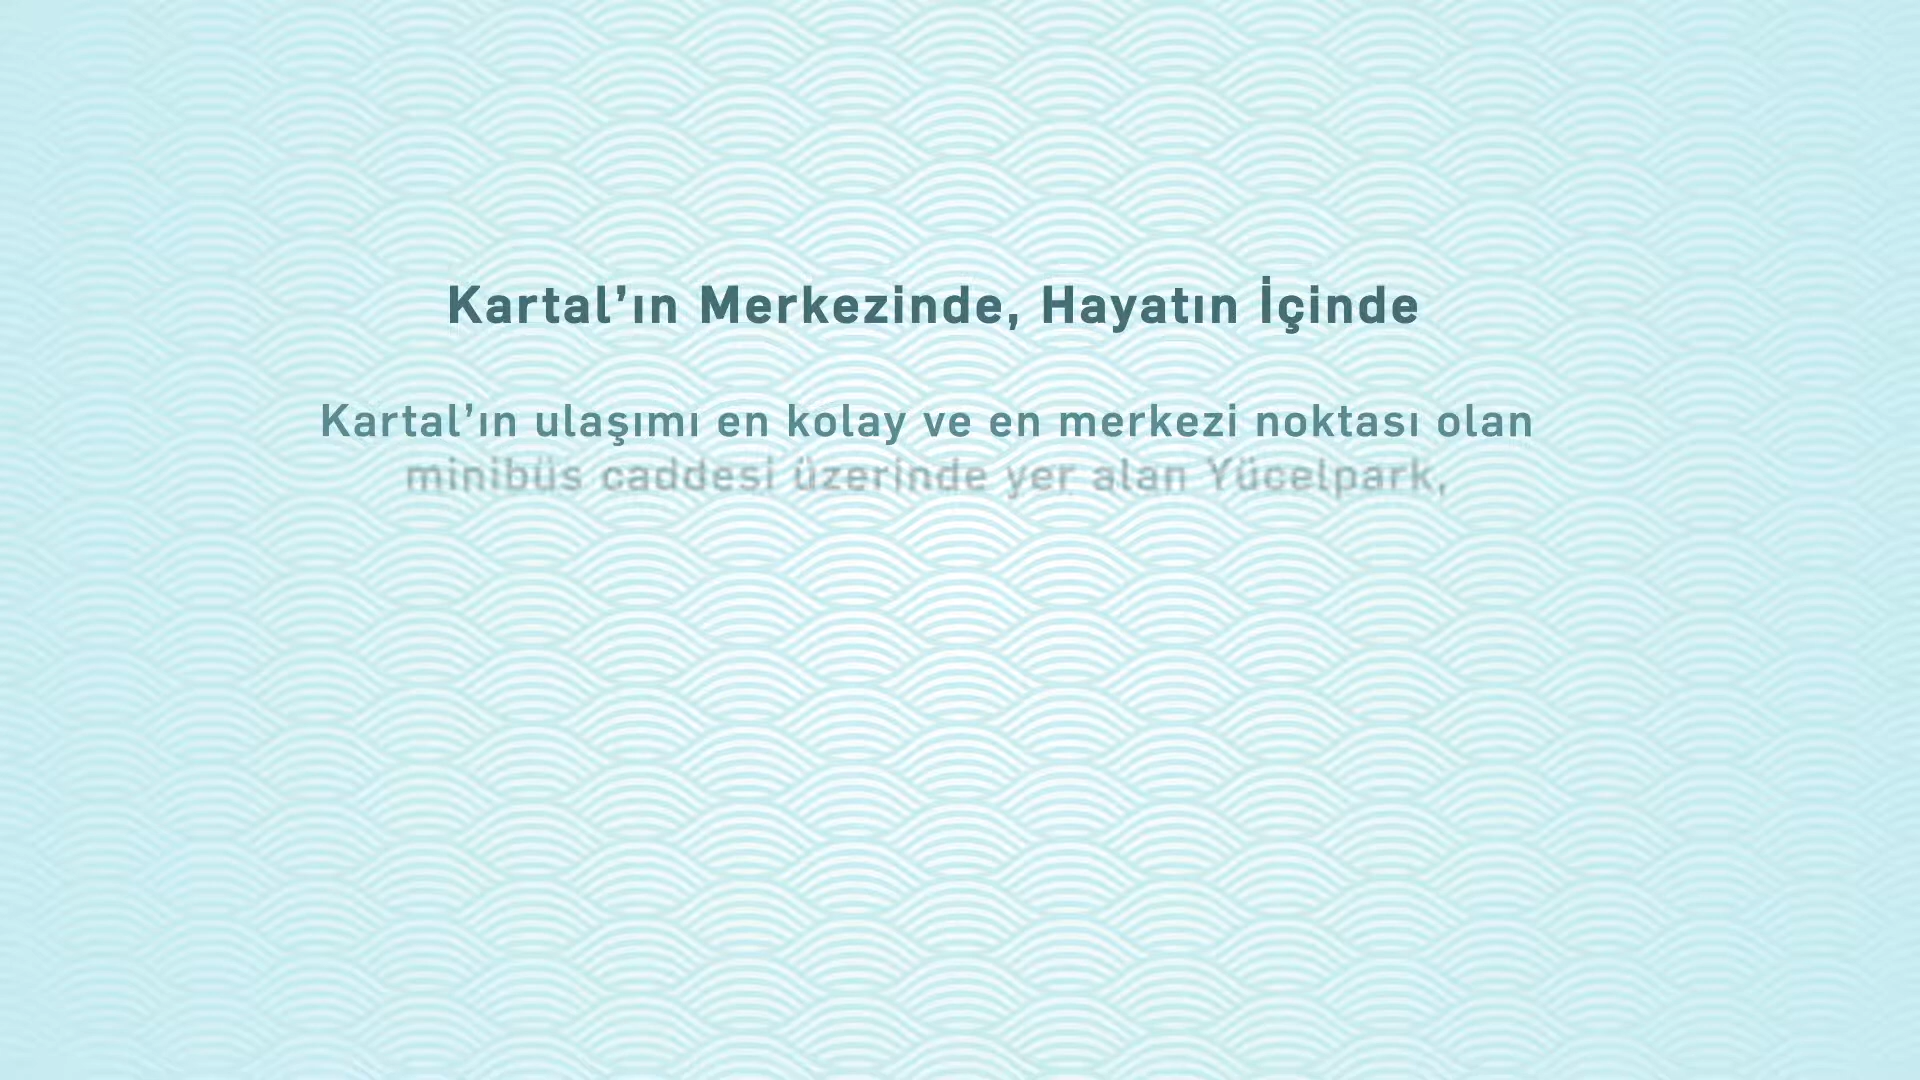 Kartal’ın Merkezinde, Hayatın İçinde
Kartal’ın ulaşımı en kolay ve en merkezi noktası olan
minibüs caddesi üzerinde yer alan Yücelpark,